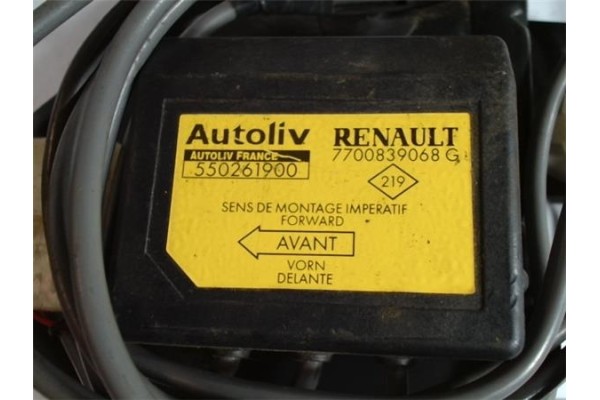 Autoliv RENAULT
AUTOLIV FRANCE 7700839068 G
550261900 219
SENS DE MONTAGE IMPERATIF
FORWARD
AVANT
VORN
DELANTE